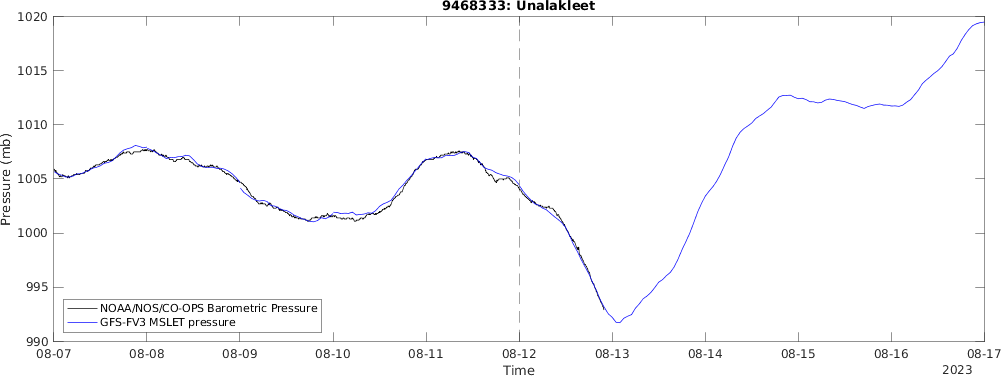 9468333: Unalakleet
Pressure (mb)
1020
1015
1010
1005
1000
995
990
NOAA/NOS/CO-OPS Barometric Pressure
GFS-FV3 MSLET pressure
08-07 08-08 08-09 08-10 08-11 08-12 08-13 08-14 08-15 08-16 08-17
Time
2023